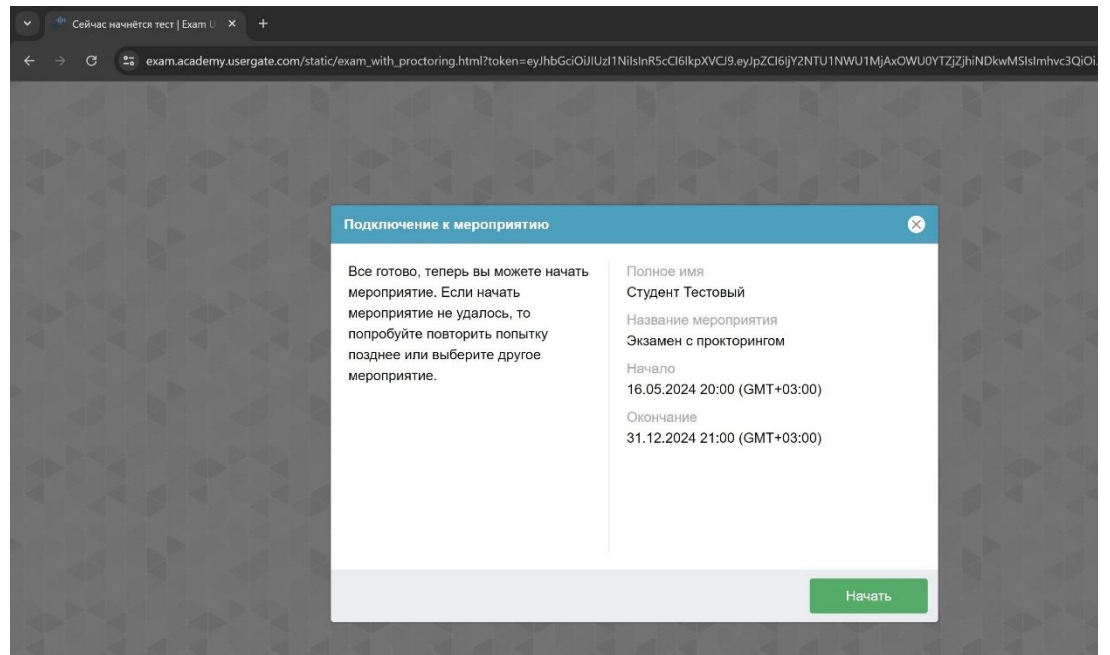 Сейчас начнётся тест | Exam U
exam.academy.usergate.com/static/exam_with_proctoring.html?token=eyJhbGciOiJIUzI1NiIsInR5cCI6IkpXVCJ9.eyJpZCI6IjY2NTU1NWU1MjAxOWU0YTZjZjhiNDkwMSIsImhvc3QiOi.
Подключение к мероприятию
Все готово, теперь вы можете начать
мероприятие. Если начать
мероприятие не удалось, то
попробуйте повторить попытку
позднее или выберите другое
мероприятие.
Полное имя
Студент Тестовый
Название мероприятия
Экзамен с прокторингом
Начало
16.05.2024 20:00 (GMT+03:00)
Окончание
31.12.2024 21:00 (GMT+03:00)
Начать